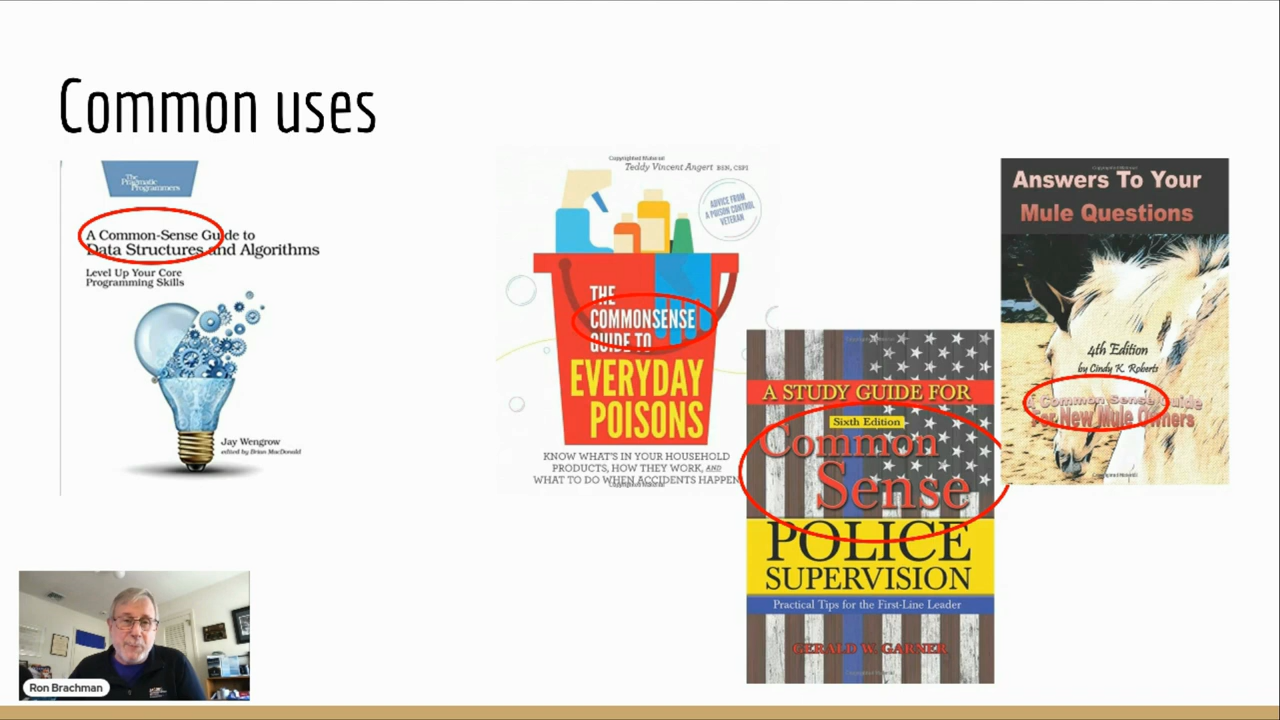 Common uses
The
Pragmatic
Programmers
A Common-Sense Guide to
Data Structures and Algorithms
Level Up Your Core
Programming Skills
Jay Wengrow
edited by Brian MacDonald
Copyrighted Material
Teddy Vincent Angert BSN, CSPI
ADVICE FROM
A POISON CONTROL
VETERAN
THE
COMMONSENSE
GUIDE TO
EVERYDAY
POISONS
KNOW WHAT'S IN YOUR HOUSEHOLD
PRODUCTS, HOW THEY WORK, AND
WHAT TO DO WHEN ACCIDENTS HAPPEN
Copyrighted Material
A STUDY GUIDE FOR
Sixth Edition
Common
Sense
POLICE
SUPERVISION
Practical Tips for the First-Line Leader
GERALD W. GARNER
Answers To Your
Mule Questions
4th Edition
by Cindy K. Roberts
A Common Sense Guide
For New Mule Owners
Ron Brachman